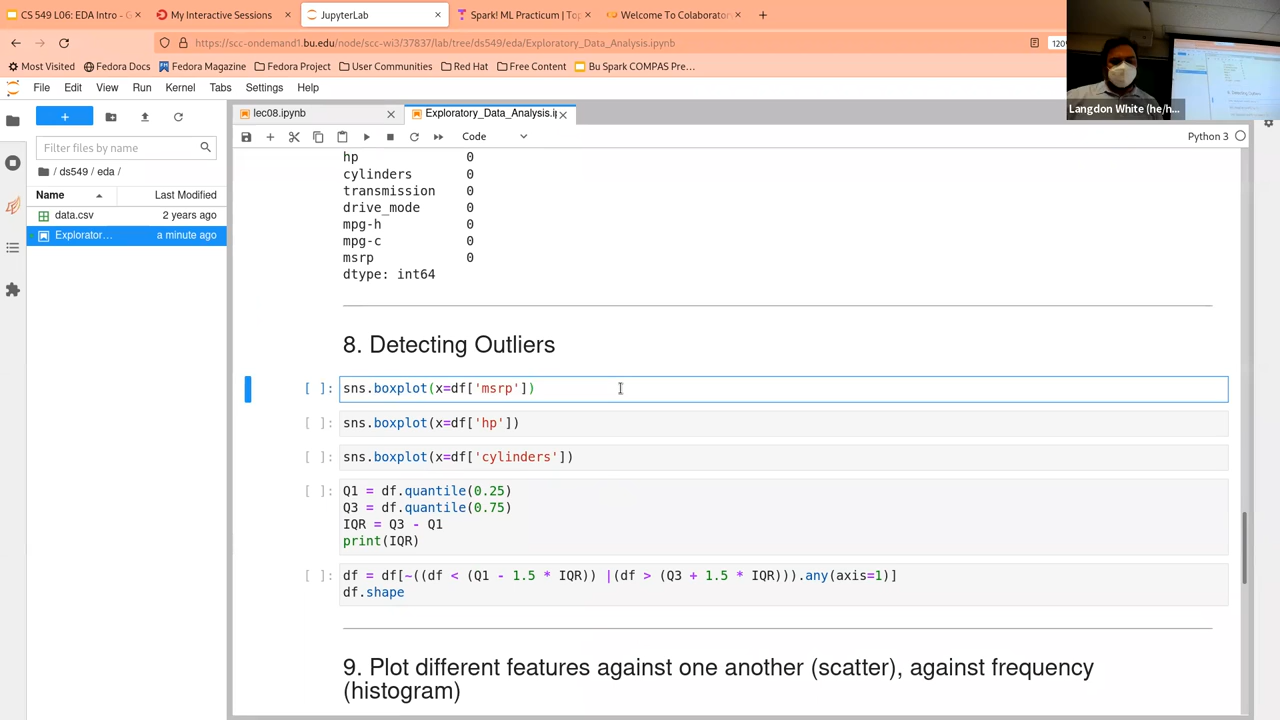 CS 549 L06: EDA Intro - G
My Interactive Sessions
JupyterLab
Spark! ML Practicum | Top
Welcome To Colaborator
https://scc-ondemand1.bu.edu/node/scc-wi3/37837/lab/tree/ds549/eda/Exploratory_Data_Analysis.ipynb
120%
Most Visited
Fedora Docs
Fedora Magazine
Fedora Project
User Communities
Red Hat
Free Content
Bu Spark COMPAS Pre…
Langdon White (he/h...
File Edit View Run Kernel Tabs Settings Help
lec08.ipynb
Exploratory_Data_Analysis.ip
Code
Python 3
Filter files by name
/ ds549 / eda /
Name Last Modified
data.csv 2 years ago
Explorator… a minute ago
hp 0
cylinders 0
transmission 0
drive_mode 0
mpg-h 0
mpg-c 0
msrp 0
dtype: int64
8. Detecting Outliers
[ ]: sns.boxplot(x=df['msrp'])
[ ]: sns.boxplot(x=df['hp'])
[ ]: sns.boxplot(x=df['cylinders'])
[ ]: Q1 = df.quantile(0.25)
Q3 = df.quantile(0.75)
IQR = Q3 - Q1
print(IQR)
[ ]: df = df[~((df < (Q1 - 1.5 * IQR)) |(df > (Q3 + 1.5 * IQR))).any(axis=1)]
df.shape
9. Plot different features against one another (scatter), against frequency
(histogram)